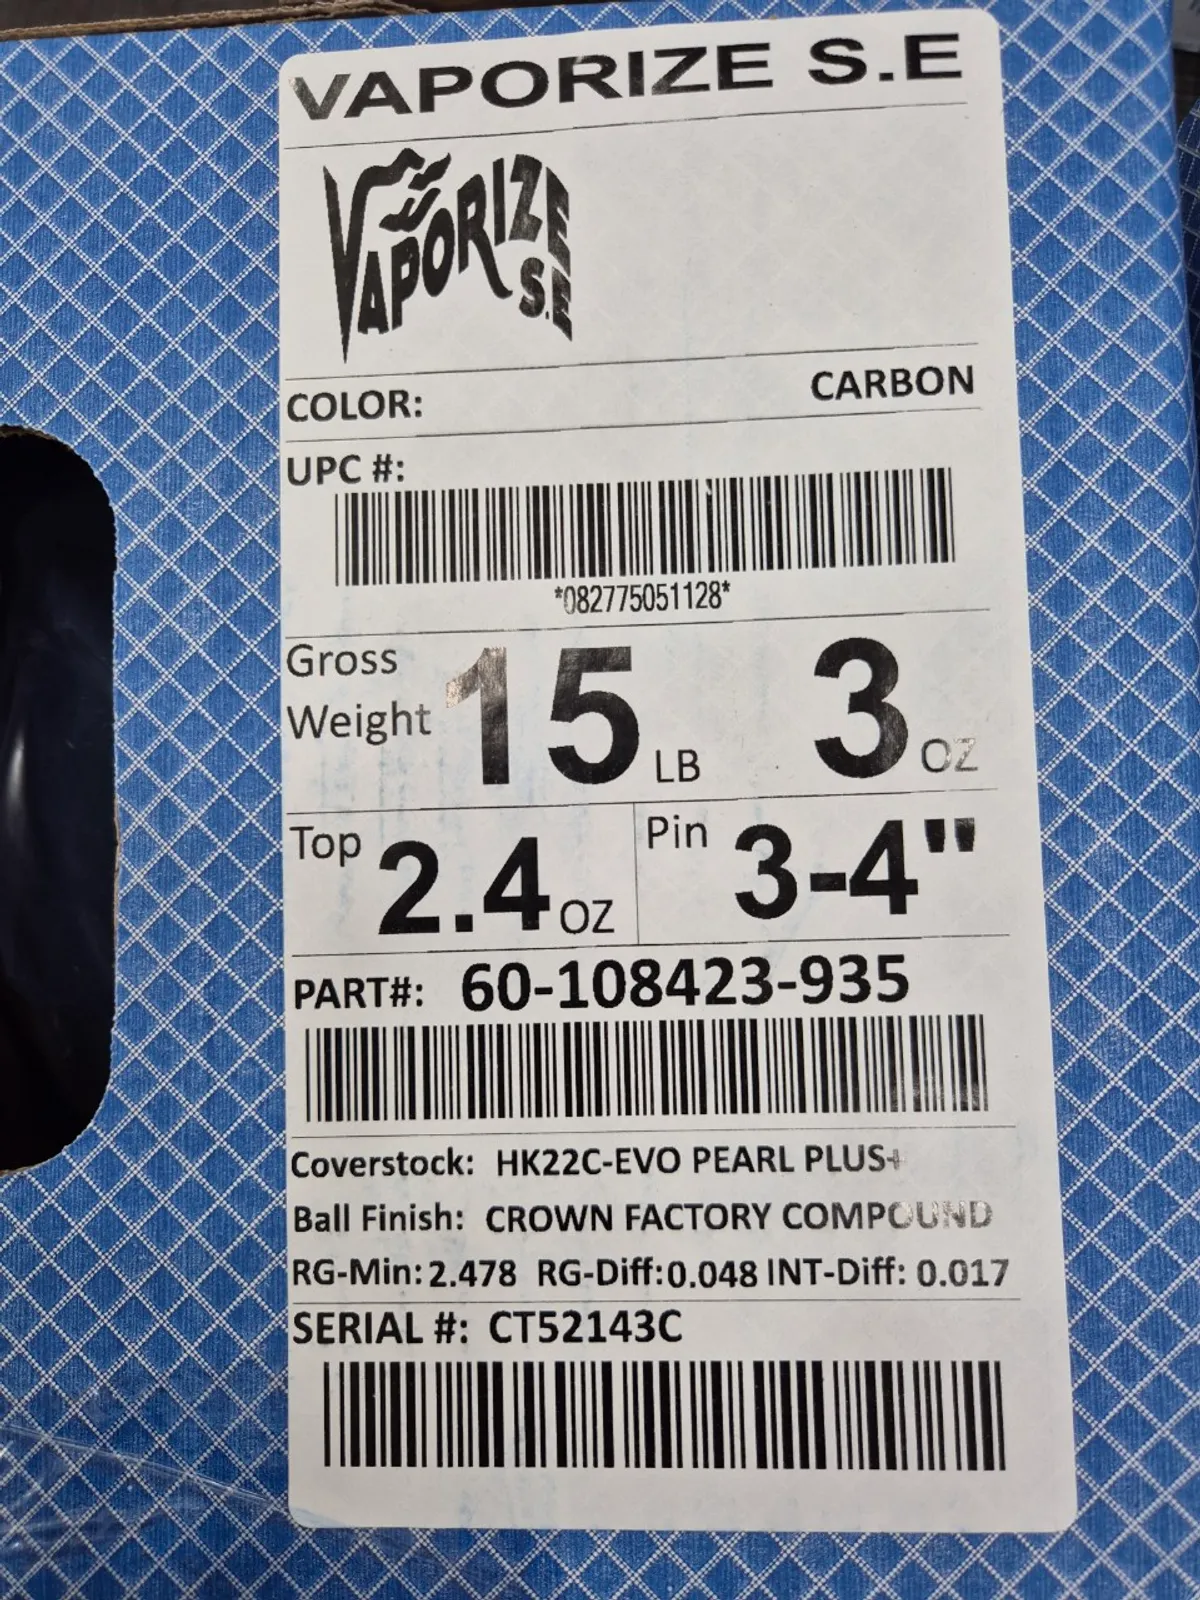 VAPORIZE S.E
VAPORIZE
S.E
COLOR: CARBON
UPC #:
*082775051128*
Gross Weight 15 LB 3 OZ
Top 2.4 OZ Pin 3-4"
PART#: 60-108423-935
Coverstock: HK22C-EVO PEARL PLUS+
Ball Finish: CROWN FACTORY COMPOUND
RG-Min: 2.478 RG-Diff: 0.048 INT-Diff: 0.017
SERIAL #: CT52143C